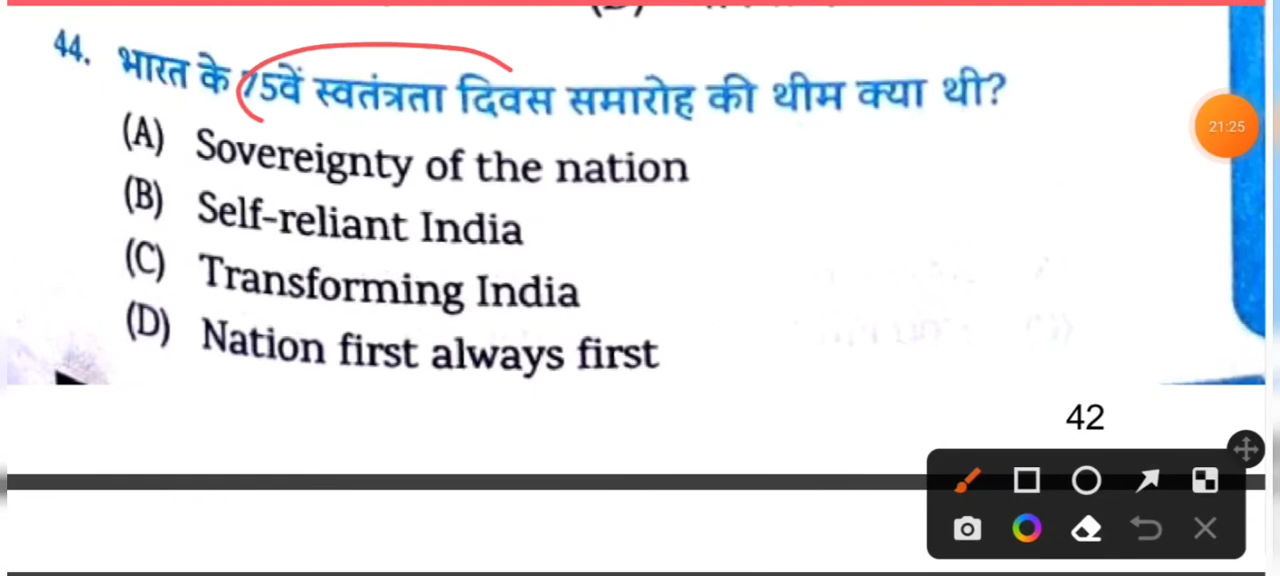 44. भारत के 75वें स्वतंत्रता दिवस समारोह की थीम क्या थी?
(A) Sovereignty of the nation
(B) Self-reliant India
(C) Transforming India
(D) Nation first always first
21:25
42